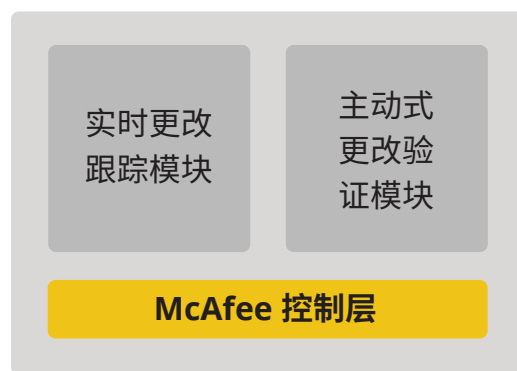 实时更改
跟踪模块
主动式
更改验
证模块
McAfee 控制层